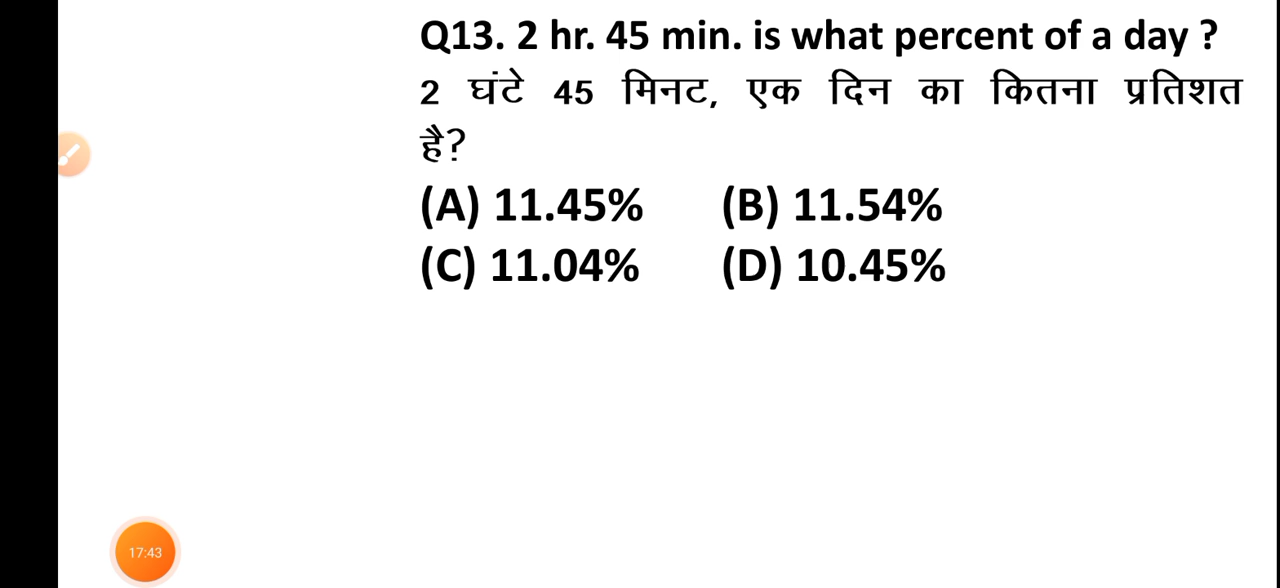 Q13. 2 hr. 45 min. is what percent of a day ?
2 घंटे 45 मिनट, एक दिन का कितना प्रतिशत
है?
(A) 11.45% (B) 11.54%
(C) 11.04% (D) 10.45%
17:43